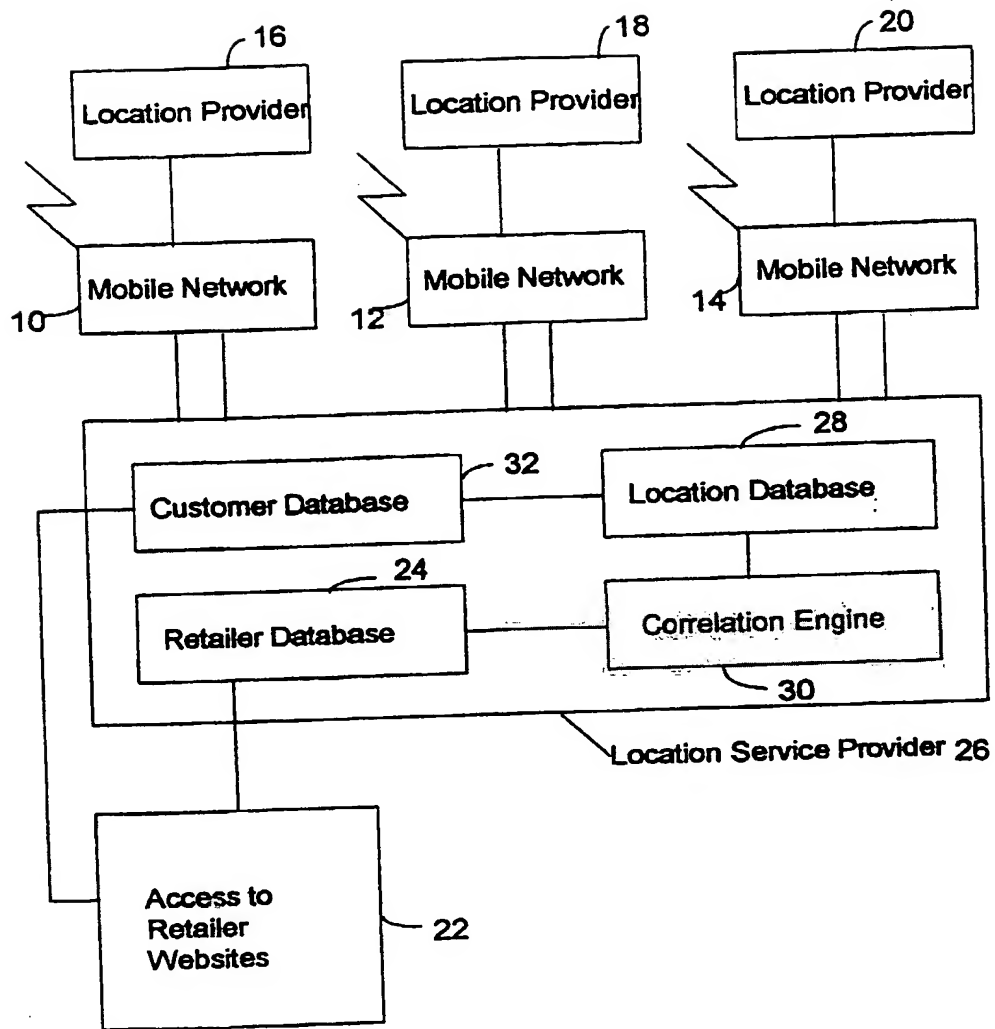 16
18
20
Location Provider
Location Provider
Location Provider
Mobile Network
Mobile Network
Mobile Network
10
12
14
28
32
Customer Database
Location Database
24
Retailer Database
Correlation Engine
30
Location Service Provider 26
Access to
Retailer
Websites
22